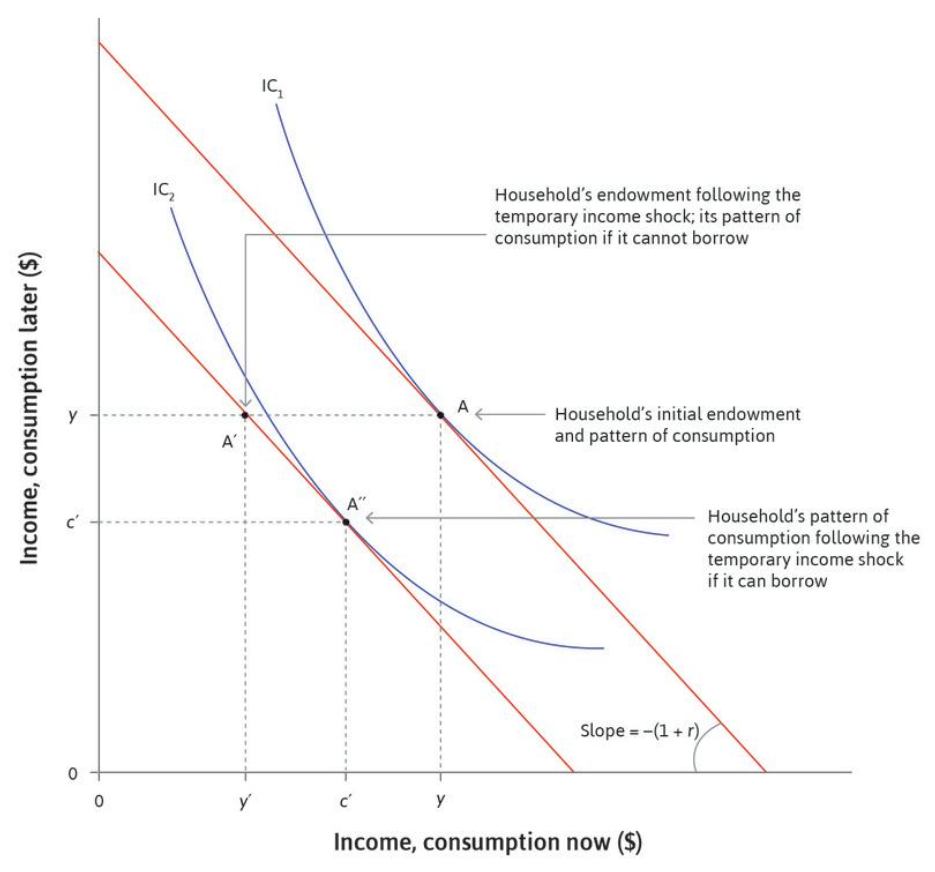 IC₁
IC₂
Household’s endowment following the
temporary income shock; its pattern of
consumption if it cannot borrow
Income, consumption later ($)
y
A
Household’s initial endowment
and pattern of consumption
A′
A″
c′
Household’s pattern of
consumption following the
temporary income shock
if it can borrow
Slope = –(1 + r)
0
0
y′
c′
y
Income, consumption now ($)